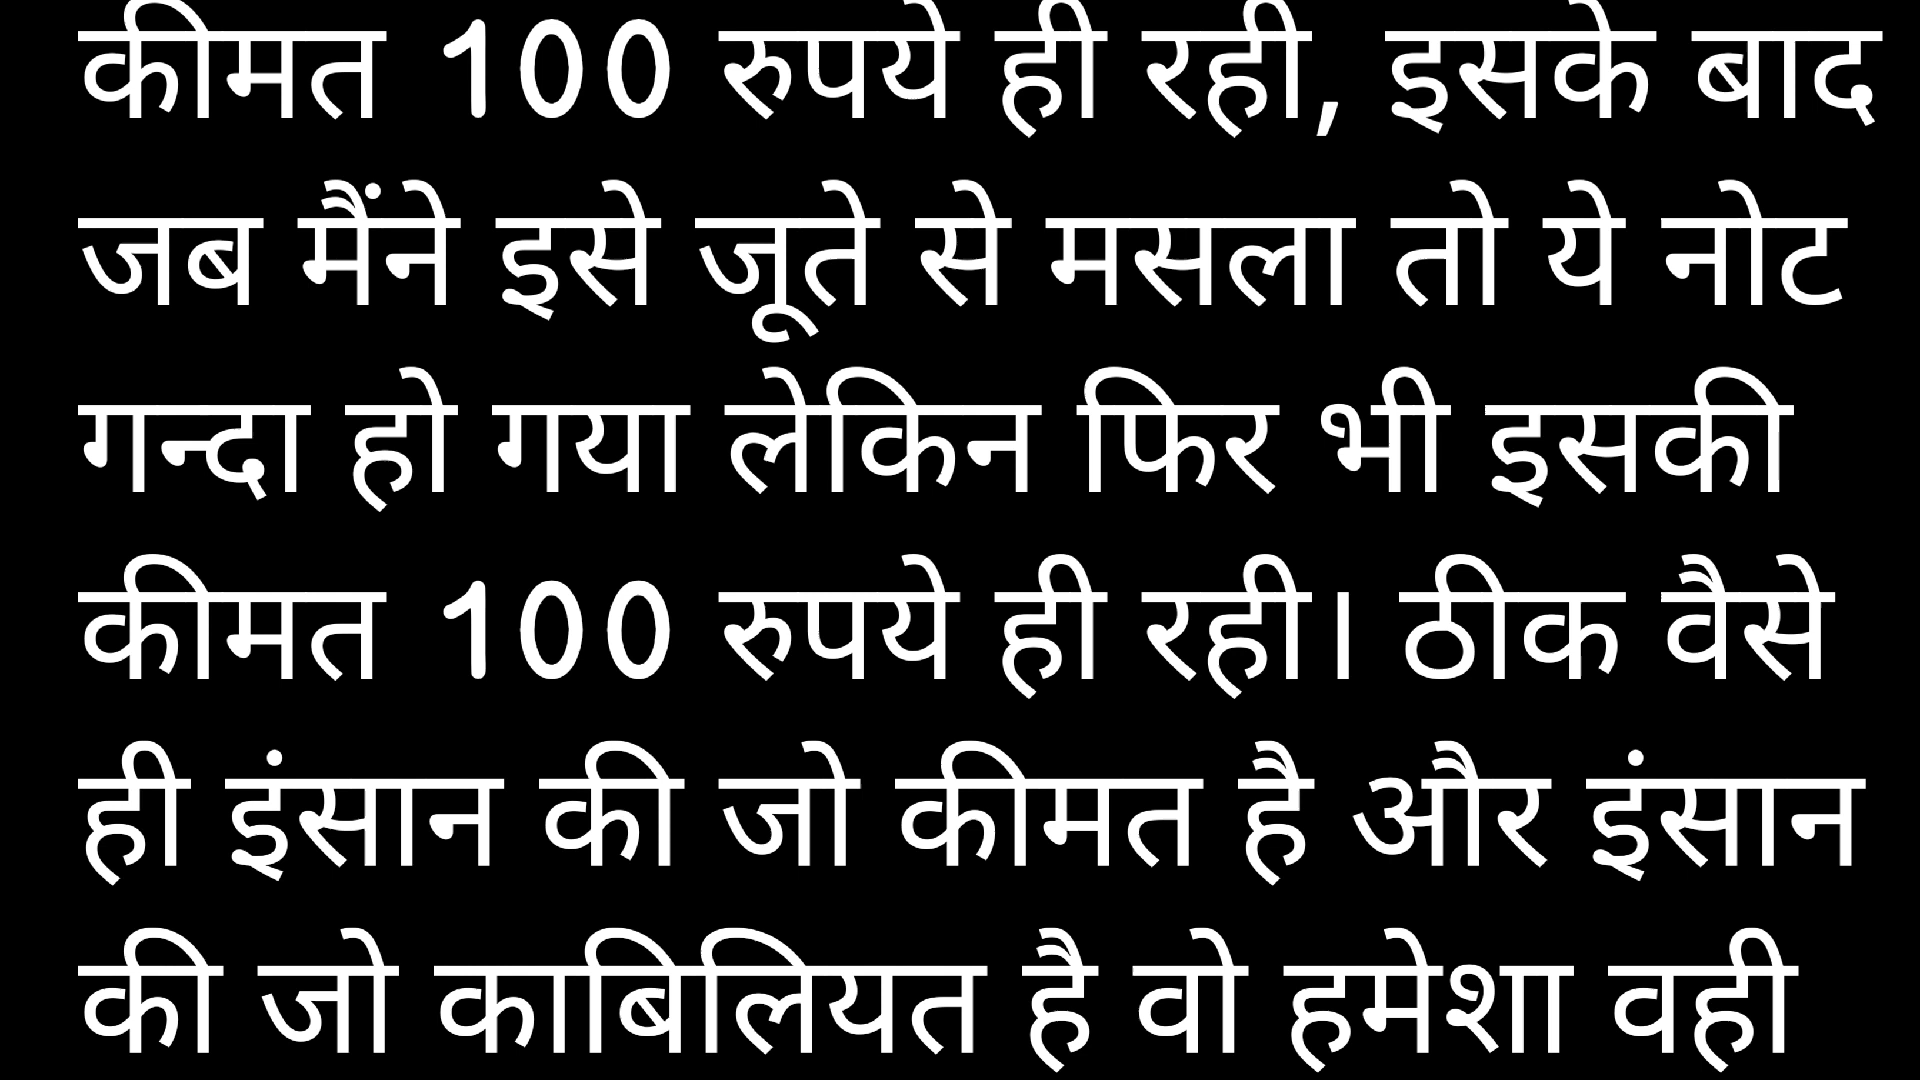 कीमत 100 रुपये ही रही, इसके बाद
जब मैंने इसे जूते से मसला तो ये नोट
गन्दा हो गया लेकिन फिर भी इसकी
कीमत 100 रुपये ही रही। ठीक वैसे
ही इंसान की जो कीमत है और इंसान
की जो काबिलियत है वो हमेशा वही